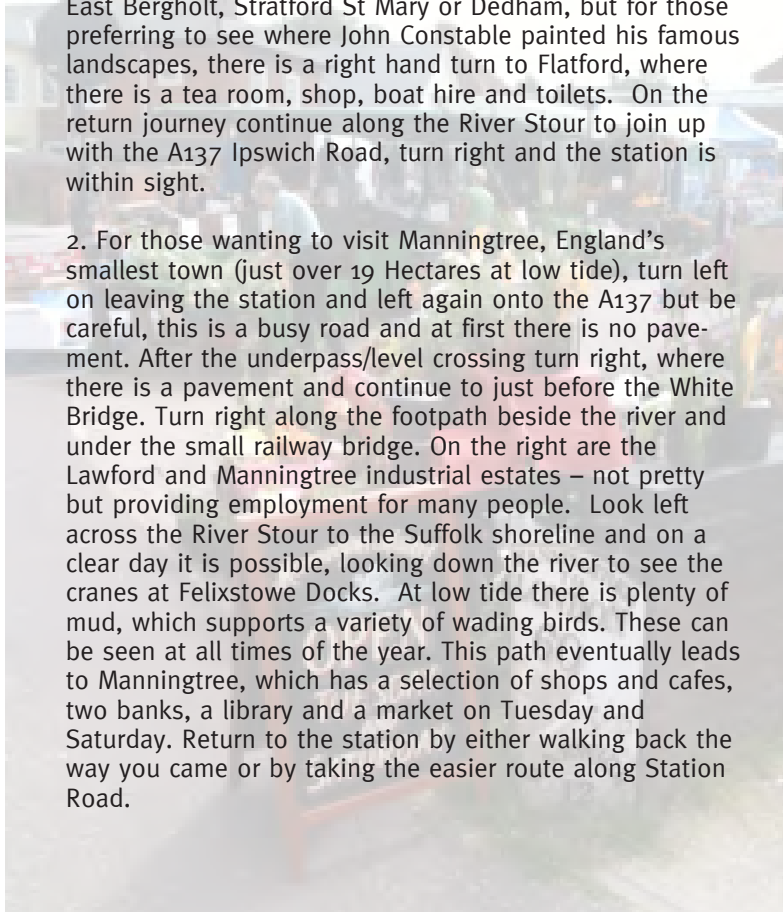 East Bergholt, Stratford St Mary or Dedham, but for those
preferring to see where John Constable painted his famous
landscapes, there is a right hand turn to Flatford, where
there is a tea room, shop, boat hire and toilets.  On the
return journey continue along the River Stour to join up
with the A137 Ipswich Road, turn right and the station is
within sight.
2. For those wanting to visit Manningtree, England’s
smallest town (just over 19 Hectares at low tide), turn left
on leaving the station and left again onto the A137 but be
careful, this is a busy road and at first there is no pave-
ment. After the underpass/level crossing turn right, where
there is a pavement and continue to just before the White
Bridge. Turn right along the footpath beside the river and
under the small railway bridge. On the right are the
Lawford and Manningtree industrial estates – not pretty
but providing employment for many people.  Look left
across the River Stour to the Suffolk shoreline and on a
clear day it is possible, looking down the river to see the
cranes at Felixstowe Docks.  At low tide there is plenty of
mud, which supports a variety of wading birds. These can
be seen at all times of the year. This path eventually leads
to Manningtree, which has a selection of shops and cafes,
two banks, a library and a market on Tuesday and
Saturday. Return to the station by either walking back the
way you came or by taking the easier route along Station
Road.
OPEN